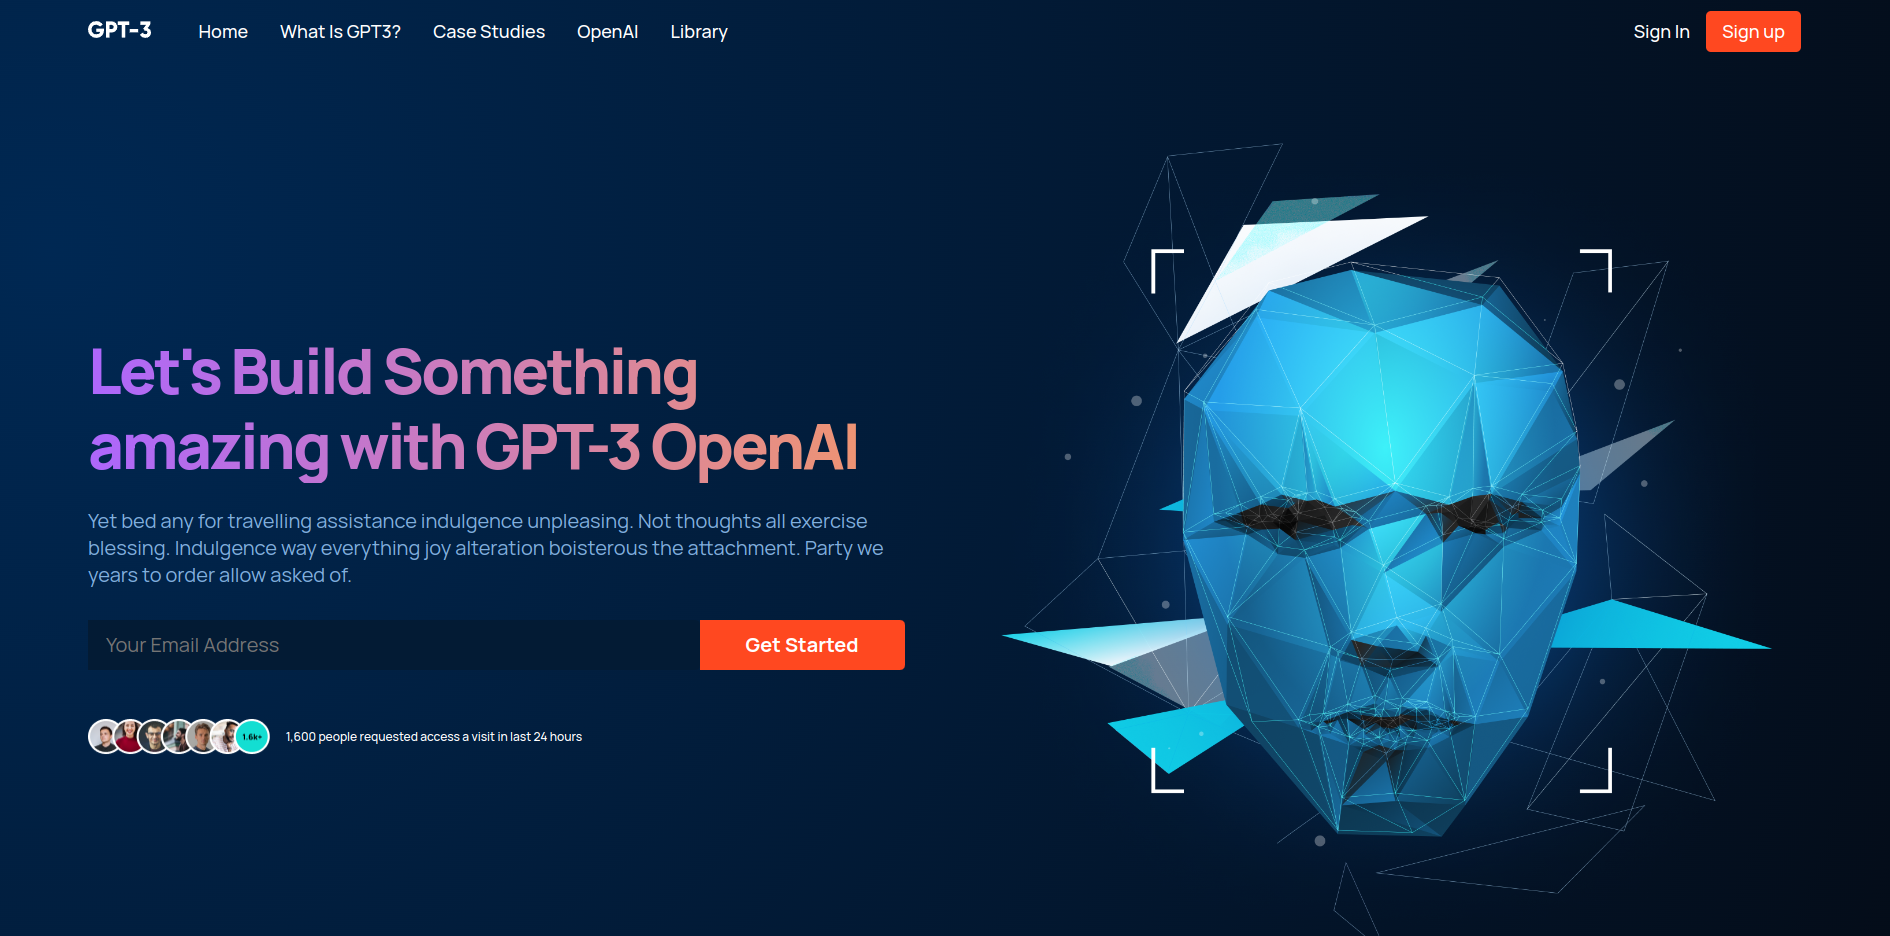 GPT-3
Home
What Is GPT3?
Case Studies
OpenAI
Library
Sign In
Sign up
Let's Build Something
amazing with GPT-3 OpenAI
Yet bed any for travelling assistance indulgence unpleasing. Not thoughts all exercise
blessing. Indulgence way everything joy alteration boisterous the attachment. Party we
years to order allow asked of.
Your Email Address
Get Started
1.6k+
1,600 people requested access a visit in last 24 hours